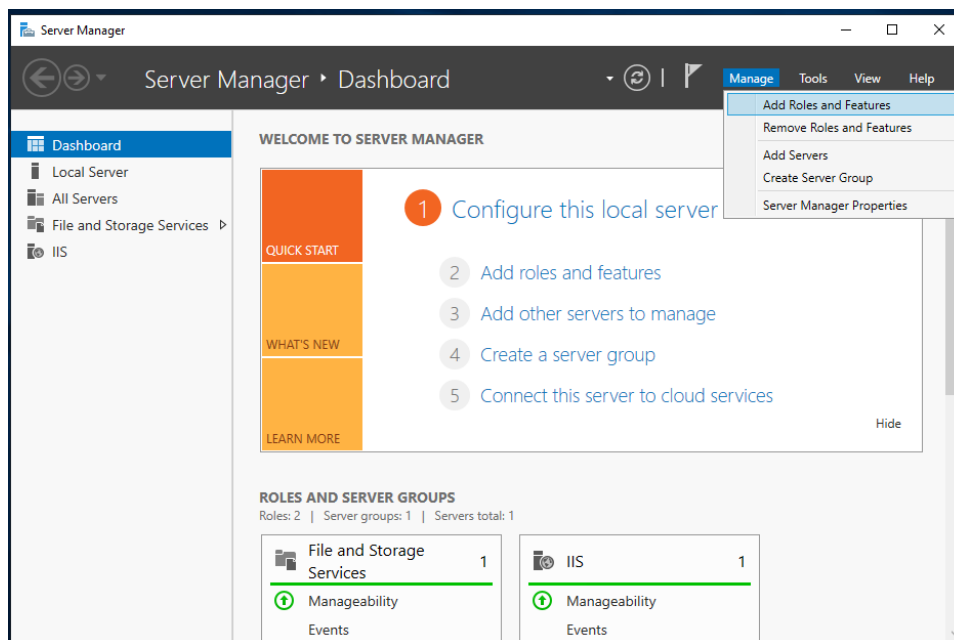 Server Manager
Server Manager ‣ Dashboard
Manage Tools View Help
Add Roles and Features
Remove Roles and Features
Add Servers
Create Server Group
Server Manager Properties
Dashboard
Local Server
All Servers
File and Storage Services
IIS
WELCOME TO SERVER MANAGER
QUICK START
WHAT'S NEW
LEARN MORE
1 Configure this local server
2 Add roles and features
3 Add other servers to manage
4 Create a server group
5 Connect this server to cloud services
Hide
ROLES AND SERVER GROUPS
Roles: 2 | Server groups: 1 | Servers total: 1
File and Storage
Services 1
Manageability
Events
IIS 1
Manageability
Events